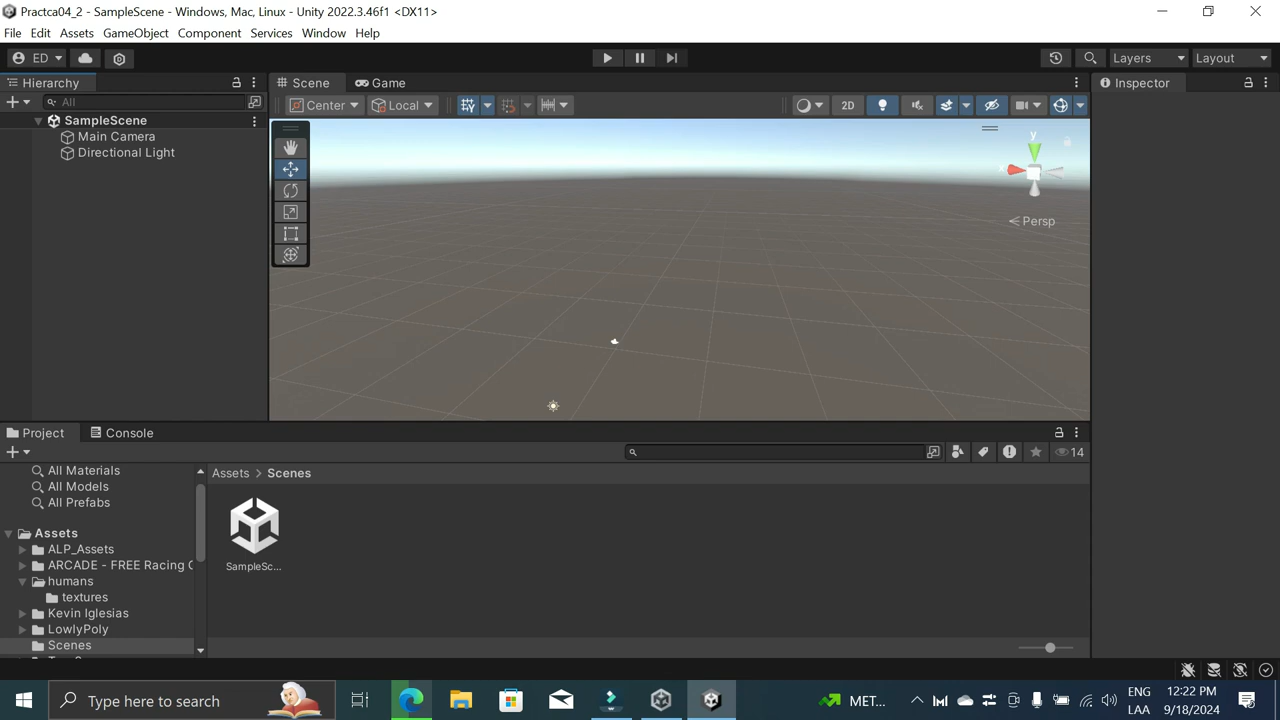 Practca04_2 - SampleScene - Windows, Mac, Linux - Unity 2022.3.46f1 <DX11>
File Edit Assets GameObject Component Services Window Help
ED Layers Layout
Hierarchy Scene Game Inspector
All Center Local 2D
SampleScene
Main Camera
Directional Light
y
Persp
Project Console
14
All Materials
All Models
All Prefabs
Assets > Scenes
Assets
ALP_Assets
ARCADE - FREE Racing C
humans
textures
Kevin Iglesias
LowlyPoly
Scenes
SampleSc...
Type here to search
MET...
ENG
LAA
12:22 PM
9/18/2024